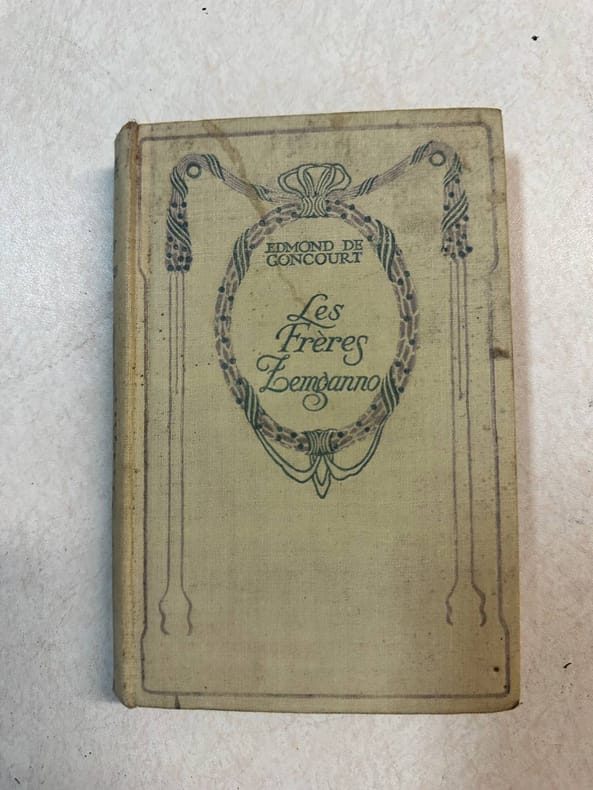 EDMOND DE
GONCOURT
Les
Frères
Zemganno